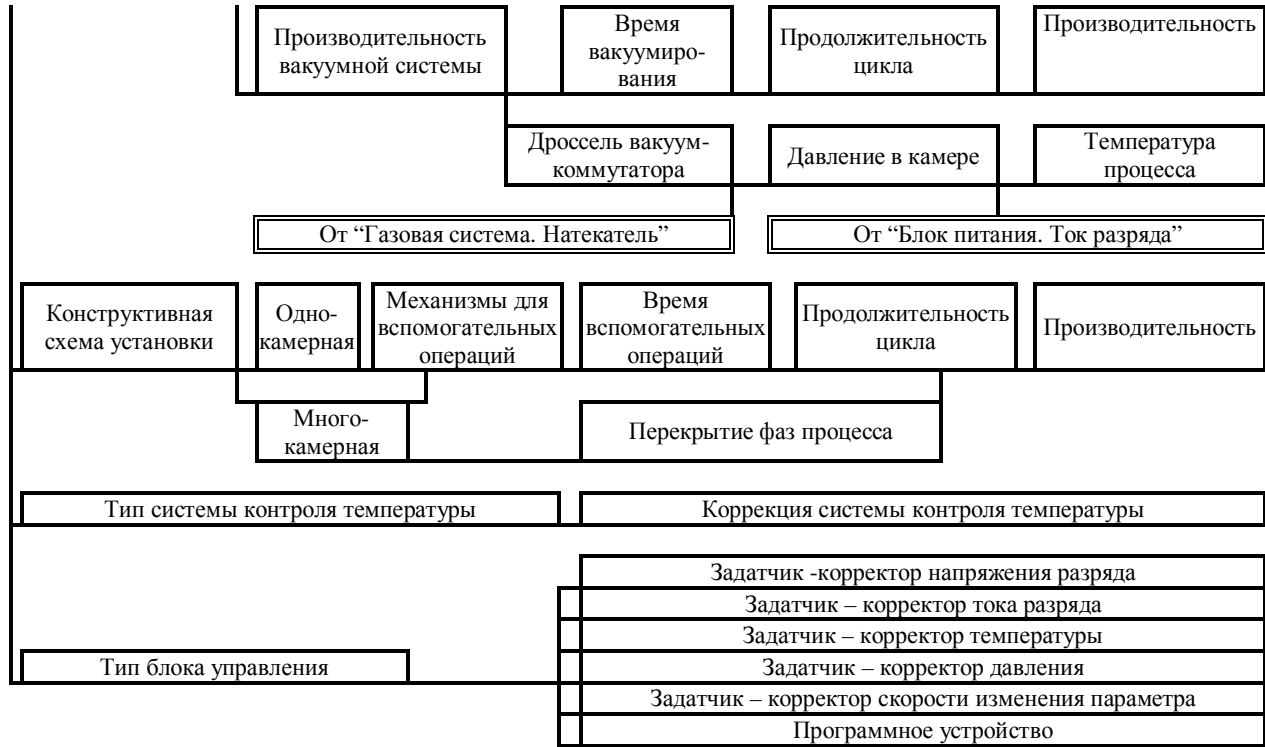 Производительность
вакуумной системы
Время
вакуумиро-
вания
Продолжительность
цикла
Производительность
Дроссель вакуум-
коммутатора
Давление в камере
Температура
процесса
От “Газовая система. Натекатель”
От “Блок питания. Ток разряда”
Конструктивная
схема установки
Одно-
камерная
Механизмы для
вспомогательных
операций
Время
вспомогательных
операций
Продолжительность
цикла
Производительность
Много-
камерная
Перекрытие фаз процесса
Тип системы контроля температуры
Коррекция системы контроля температуры
Задатчик -корректор напряжения разряда
Задатчик – корректор тока разряда
Задатчик – корректор температуры
Тип блока управления
Задатчик – корректор давления
Задатчик – корректор скорости изменения параметра
Программное устройство